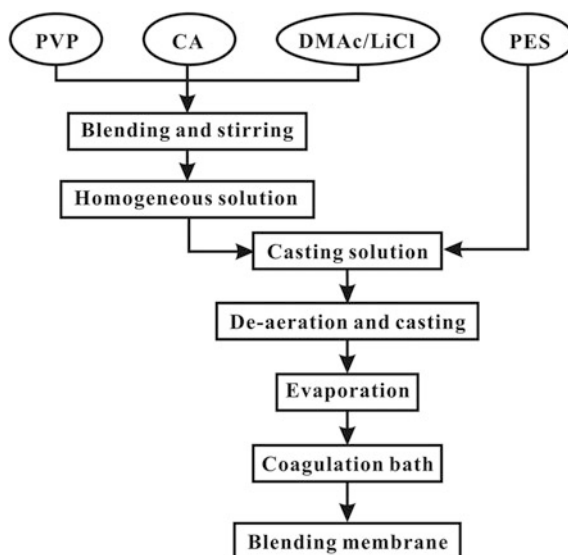 PVP CA DMAc/LiCl PES
Blending and stirring
Homogeneous solution
Casting solution
De-aeration and casting
Evaporation
Coagulation bath
Blending membrane